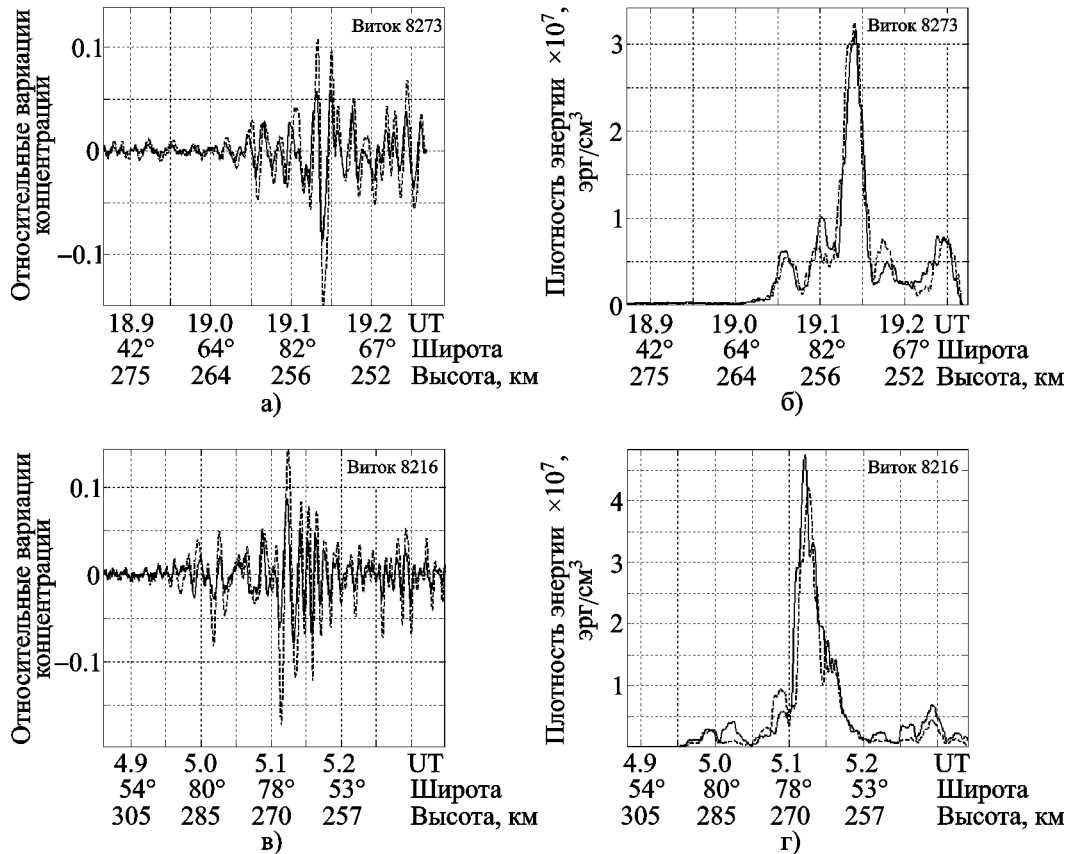 Относительные вариации
концентрации
Виток 8273
0.1
0
−0.1
18.9 19.0 19.1 19.2 UT
42° 64° 82° 67° Широта
275 264 256 252 Высота, км
а)
Плотность энергии ×10⁷,
эрг/см³
Виток 8273
3
2
1
0
18.9 19.0 19.1 19.2 UT
42° 64° 82° 67° Широта
275 264 256 252 Высота, км
б)
Относительные вариации
концентрации
Виток 8216
0.1
0
−0.1
4.9 5.0 5.1 5.2 UT
54° 80° 78° 53° Широта
305 285 270 257 Высота, км
в)
Плотность энергии ×10⁷,
эрг/см³
Виток 8216
4
3
2
1
4.9 5.0 5.1 5.2 UT
54° 80° 78° 53° Широта
305 285 270 257 Высота, км
г)